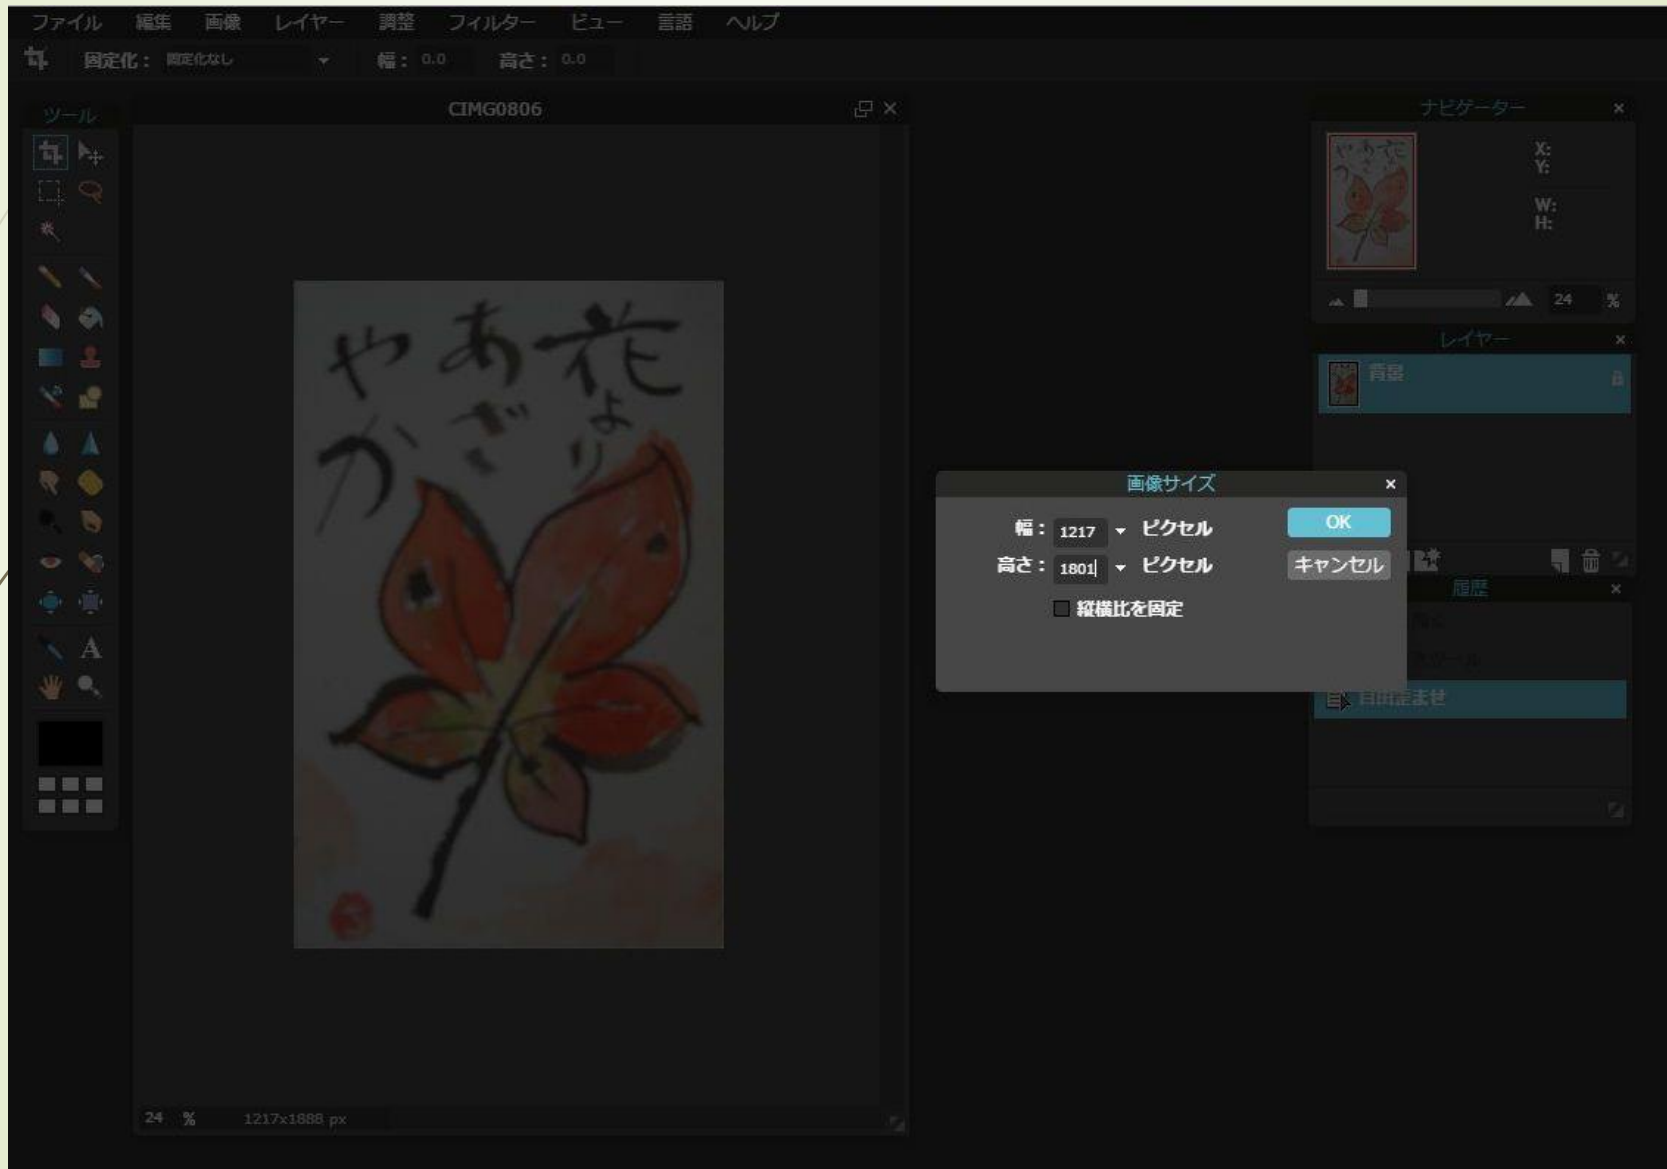 ファイル 編集 画像 レイヤー 調整 フィルター ビュー 言語 ヘルプ
固定化： 固定化なし 幅： 0.0 高さ： 0.0
ツール
CIMG0806
花より
あざ
やか
24 % 1217x1888 px
ナビゲーター
X:
Y:
W:
H:
24 %
レイヤー
背景
画像サイズ
幅： 1217 ピクセル
高さ： 1801 ピクセル
縦横比を固定
OK
キャンセル
履歴
自由歪ませ